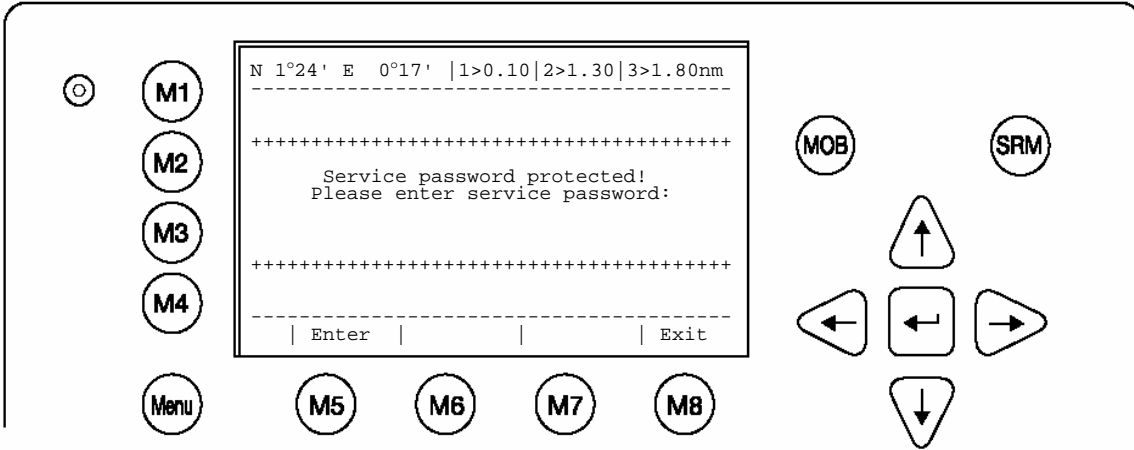 N 1°24' E 0°17' |1>0.10|2>1.30|3>1.80nm
----------------------------------------
++++++++++++++++++++++++++++++++++++++++
Service password protected!
Please enter service password:
++++++++++++++++++++++++++++++++++++++++
----------------------------------------
| Enter | | | Exit
M1
M2
M3
M4
Menu
M5
M6
M7
M8
MOB
SRM